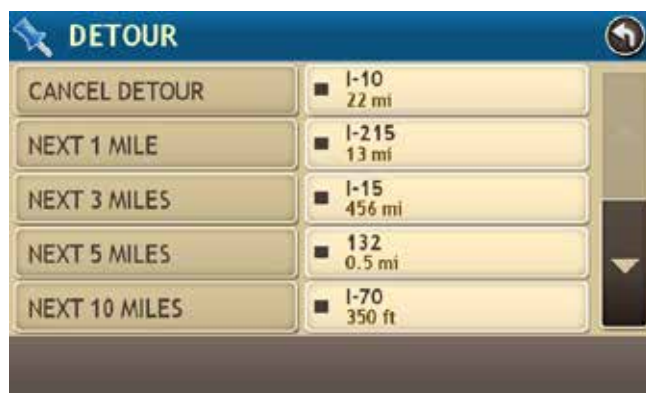 DETOUR
CANCEL DETOUR
I-10
22 mi
NEXT 1 MILE
I-215
13 mi
NEXT 3 MILES
I-15
456 mi
NEXT 5 MILES
132
0.5 mi
NEXT 10 MILES
I-70
350 ft